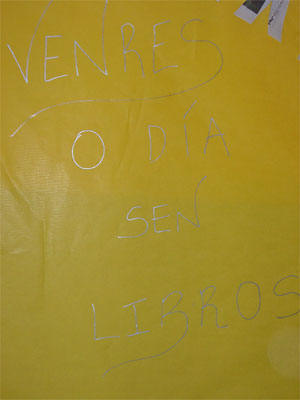 VENRES
O DÍA
SEN
LIBROS